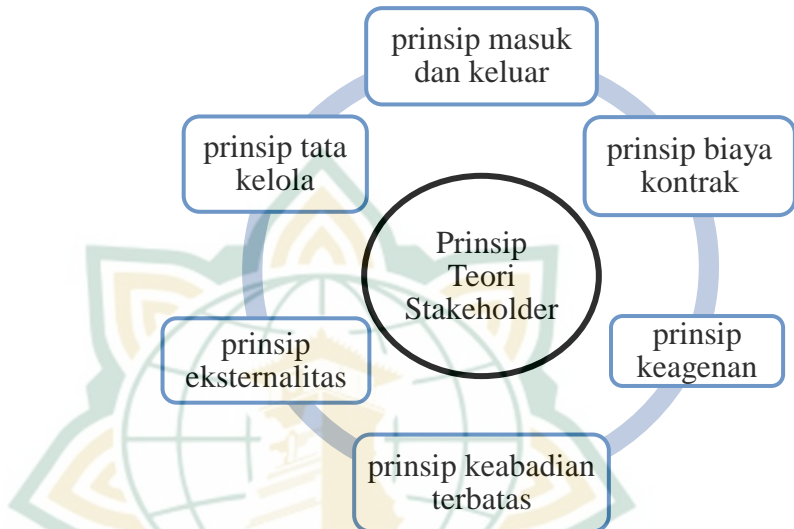 prinsip masuk
dan keluar
prinsip tata
kelola
prinsip biaya
kontrak
Prinsip
Teori
Stakeholder
prinsip
eksternalitas
prinsip
keagenan
prinsip keabadian
terbatas